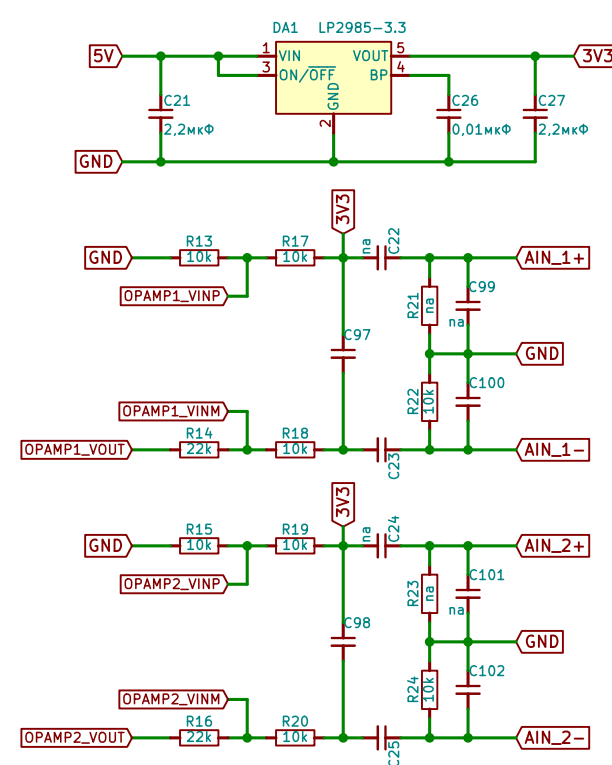 DA1 LP2985-3.3
5V
1
VIN
VOUT
5
3V3
3
ON/OFF
BP
4
GND
2
C21
2,2мкФ
C26
0,01мкФ
C27
2,2мкФ
GND
3V3
GND
R13
10k
R17
10k
na
C22
AIN_1+
OPAMP1_VINP
R21
na
C99
na
C97
GND
R22
10k
C100
OPAMP1_VINM
OPAMP1_VOUT
R14
22k
R18
10k
C23
AIN_1-
3V3
GND
R15
10k
R19
10k
na
C24
AIN_2+
OPAMP2_VINP
R23
na
C101
na
C98
GND
R24
10k
C102
OPAMP2_VINM
OPAMP2_VOUT
R16
22k
R20
10k
C25
AIN_2-